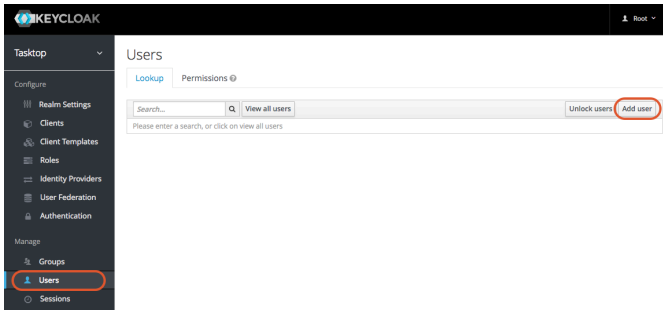 KEYCLOAK
Root
Tasktop
Configure
Realm Settings
Clients
Client Templates
Roles
Identity Providers
User Federation
Authentication
Manage
Groups
Users
Sessions
Users
Lookup Permissions
Search... View all users Unlock users Add user
Please enter a search, or click on view all users